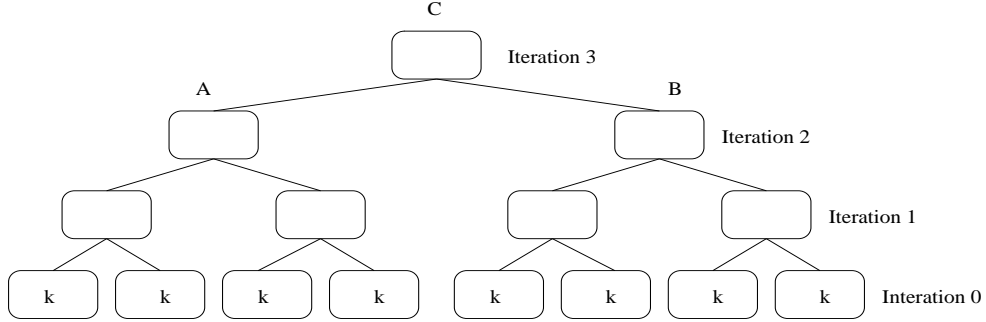 C
Iteration 3
A B
Iteration 2
Iteration 1
k k k k k k k k Interation 0